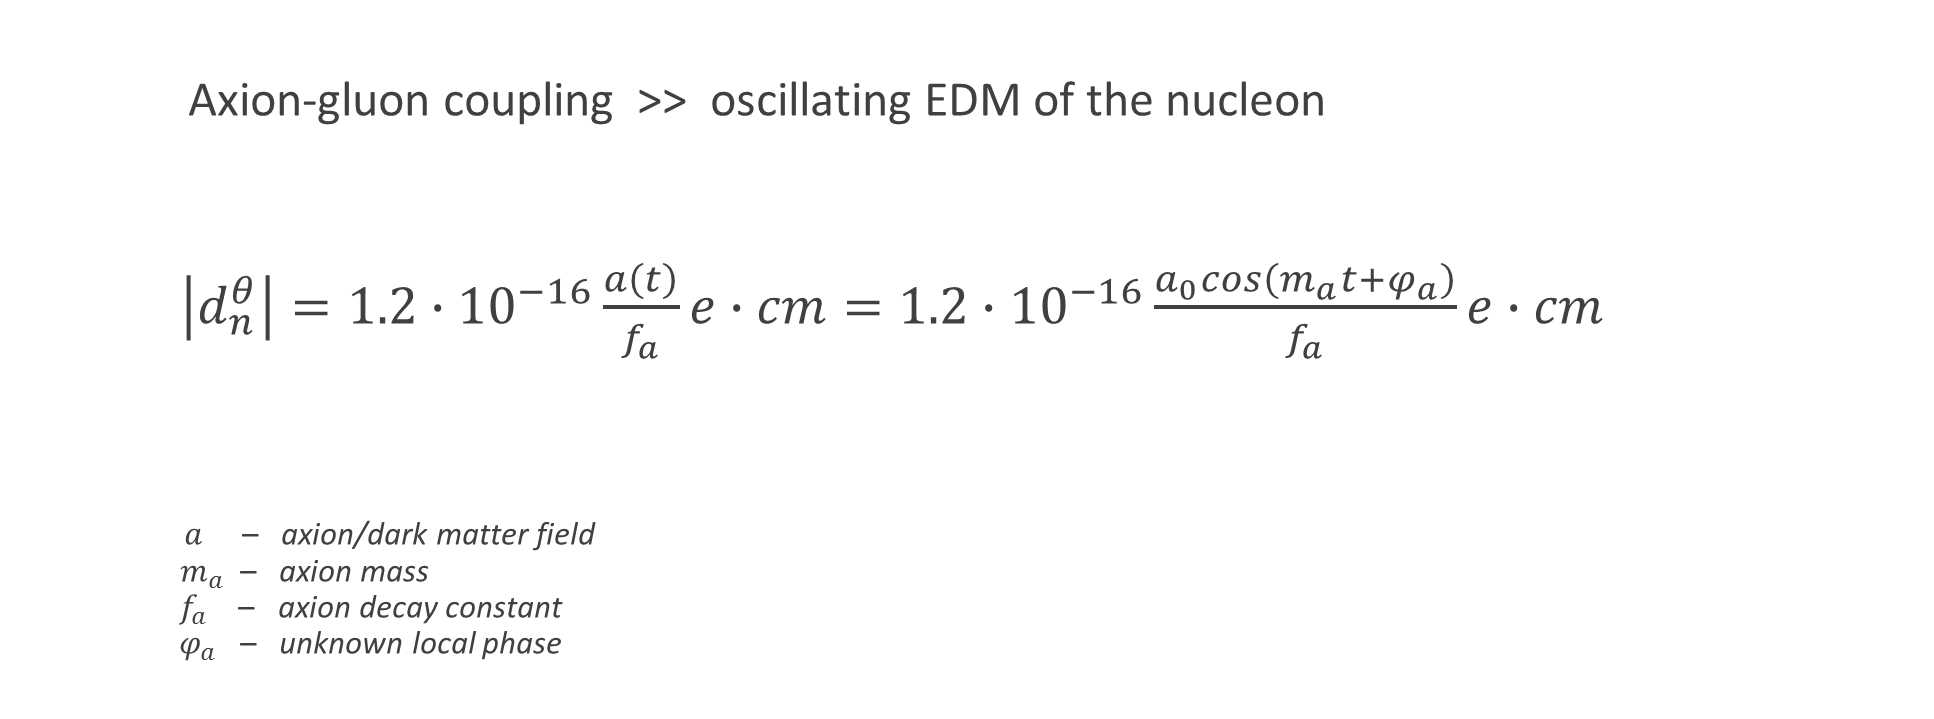 Axion-gluon coupling >> oscillating EDM of the nucleon
|d_n^θ| = 1.2 · 10^−16 a(t)/f_a e · cm = 1.2 · 10^−16 a_0cos(m_a t+φ_a)/f_a e · cm
a – axion/dark matter field
m_a – axion mass
f_a – axion decay constant
φ_a – unknown local phase